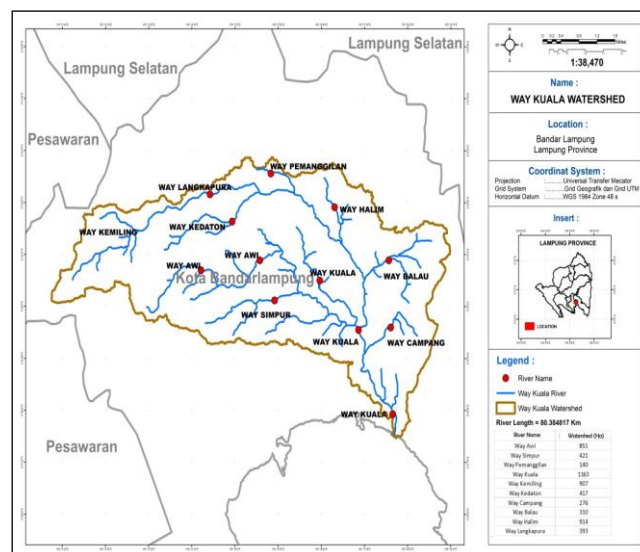 Lampung Selatan
Lampung Selatan
Pesawaran
WAY PEMANGGILAN
WAY LANGKAPURA
WAY HALIM
WAY KEDATON
WAY KEMILING
WAY AWI
WAY AWI
WAY BALAU
Kota Bandarlampung
WAY KUALA
WAY SIMPUR
WAY KUALA
WAY CAMPANG
WAY KUALA
Pesawaran
1:38,470
Name :
WAY KUALA WATERSHED
Location :
Bandar Lampung
Lampung Province
Coordinat System :
Projection : Universal Transfer Mecator
Grid System : Grid Geografik dan Grid UTM
Horizontal Datum : WGS 1984 Zone 48 s
Insert :
LAMPUNG PROVINCE
LOCATION
Legend :
River Name
Way Kuala River
Way Kuala Watershed
River Length = 80.384817 Km
River Name Watershed (Ha)
Way Awi 851
Way Simpur 421
Way Pemanggilan 140
Way Kuala 1163
Way Kemiling 907
Way Kedaton 417
Way Campang 276
Way Balau 310
Way Halim 914
Way Langkapura 393